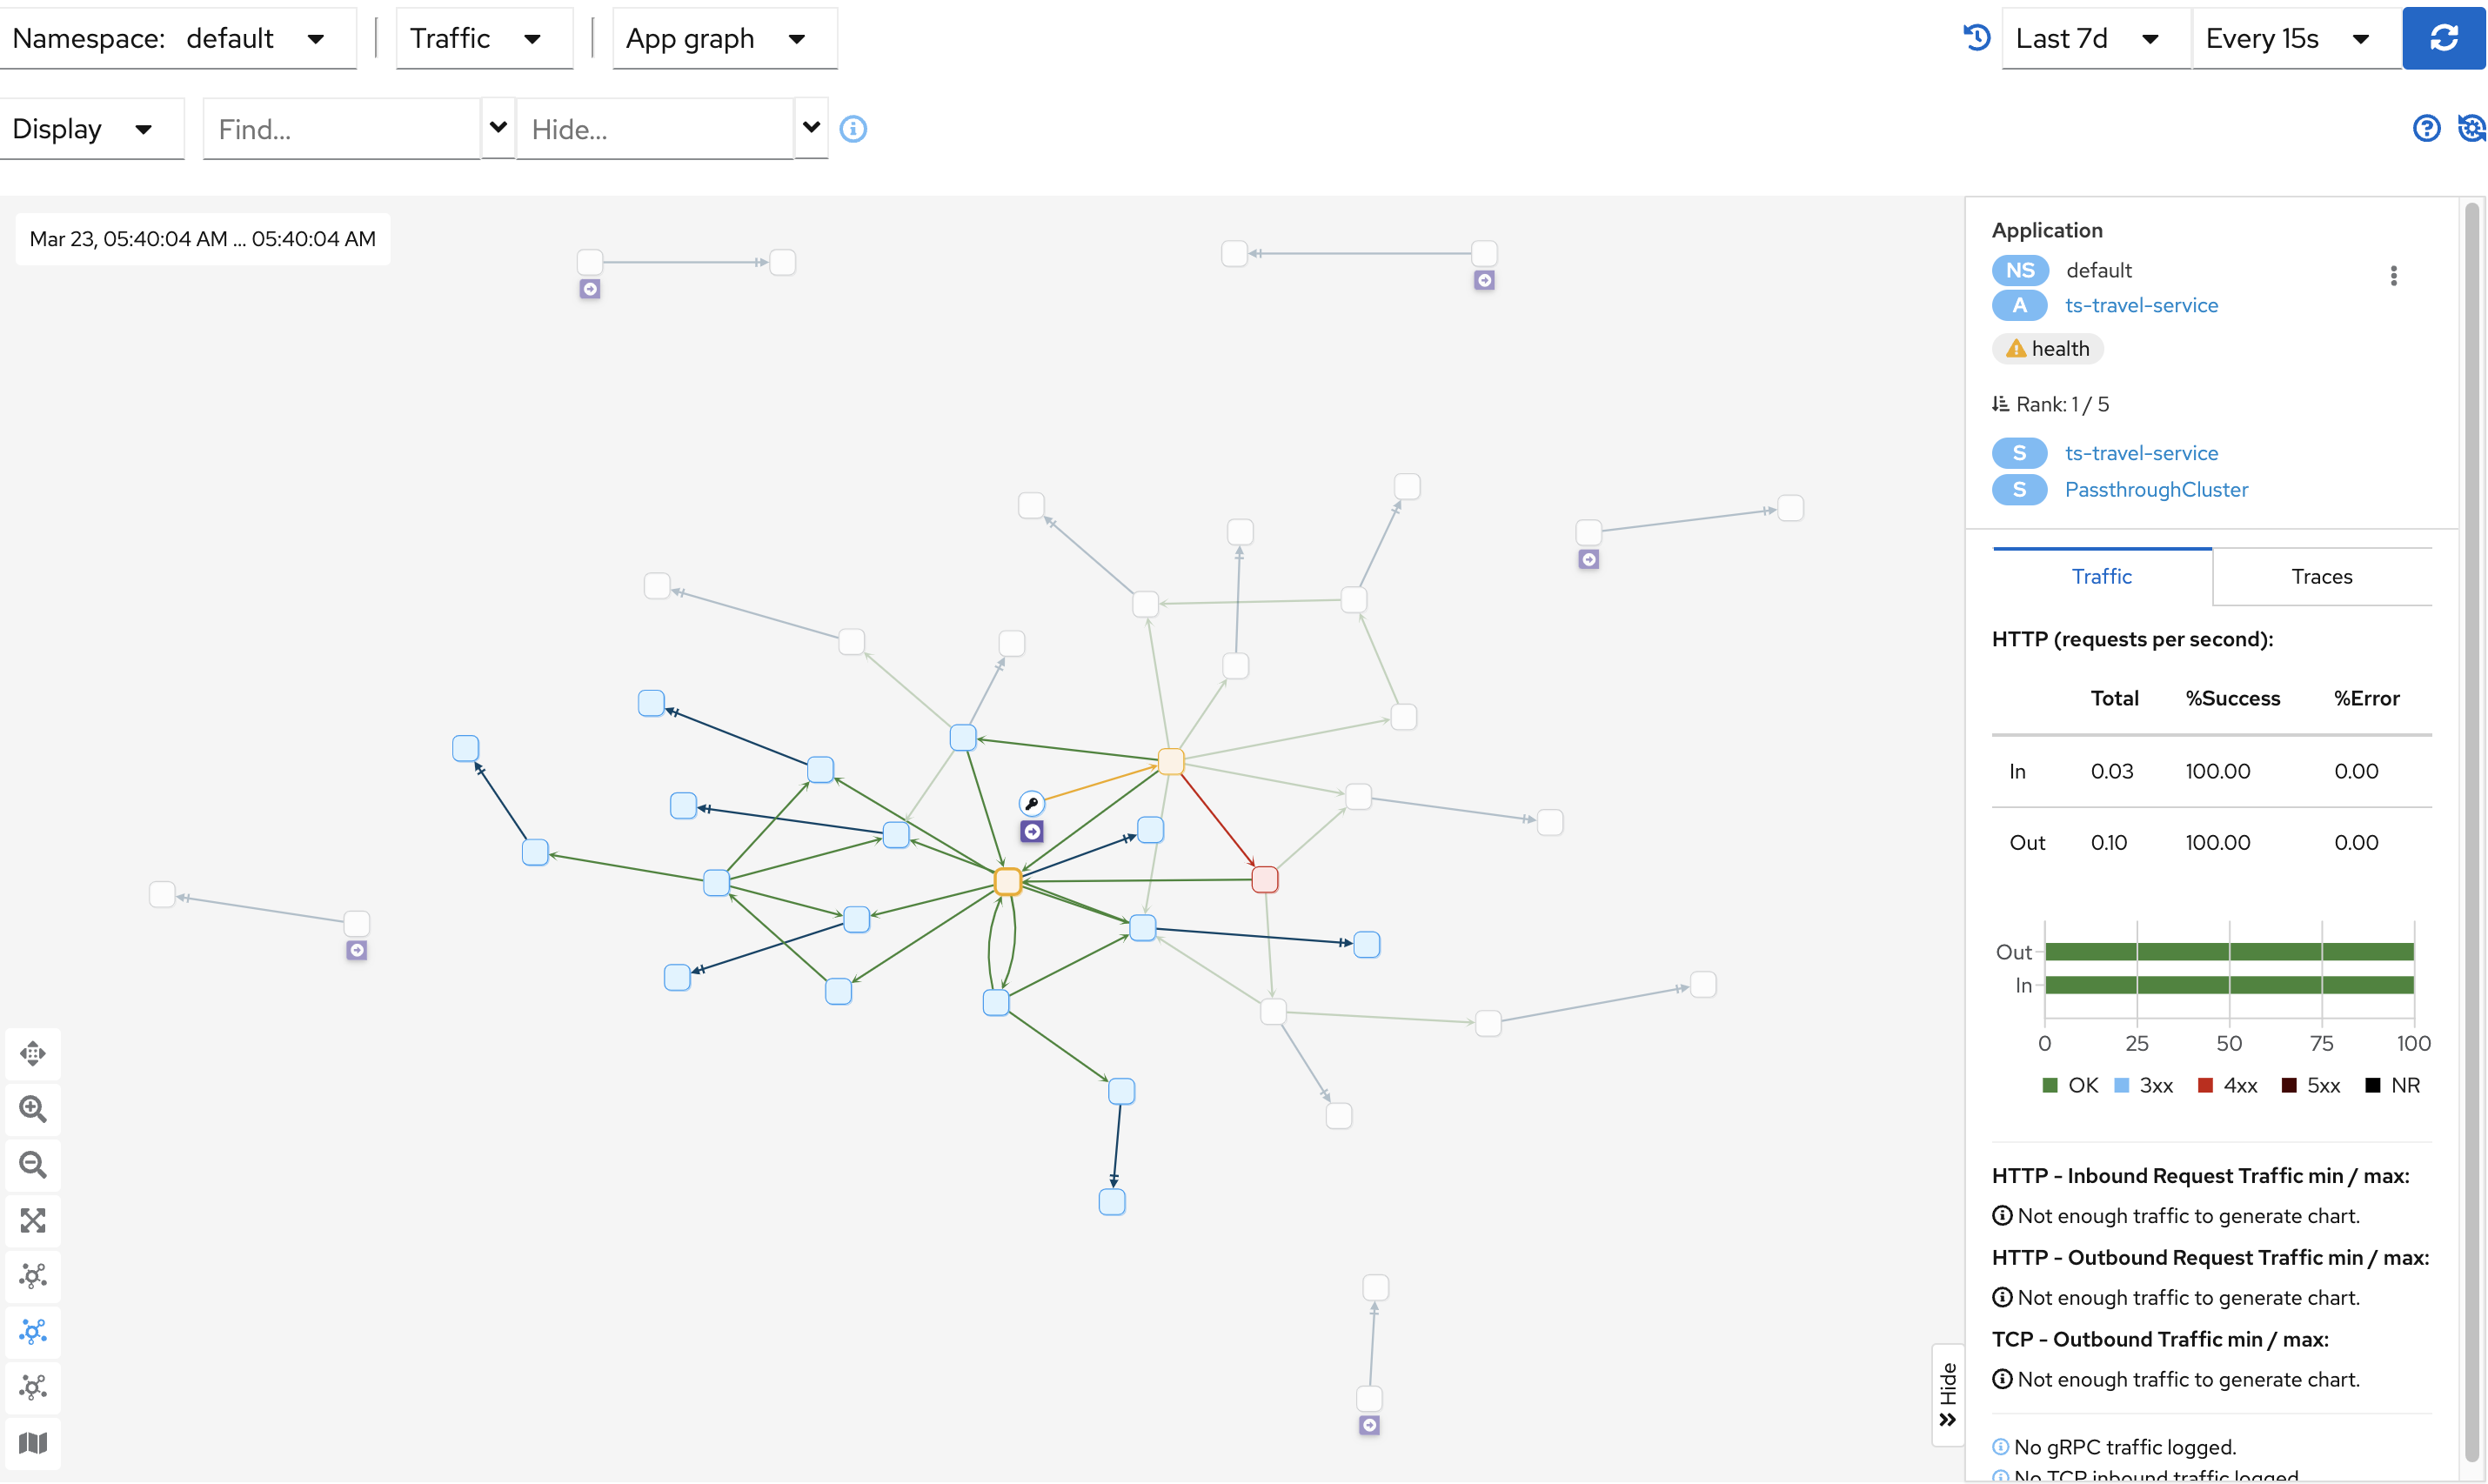 Namespace: default
Traffic
App graph
Last 7d
Every 15s
Display
Find...
Hide...
Mar 23, 05:40:04 AM ... 05:40:04 AM
Application
NS default
A ts-travel-service
health
Rank: 1 / 5
S ts-travel-service
S PassthroughCluster
Traffic
Traces
HTTP (requests per second):
Total %Success %Error
In 0.03 100.00 0.00
Out 0.10 100.00 0.00
Out
In
0 25 50 75 100
OK 3xx 4xx 5xx NR
HTTP - Inbound Request Traffic min / max:
Not enough traffic to generate chart.
HTTP - Outbound Request Traffic min / max:
Not enough traffic to generate chart.
TCP - Outbound Traffic min / max:
Not enough traffic to generate chart.
Hide
No gRPC traffic logged.
No TCP inbound traffic logged